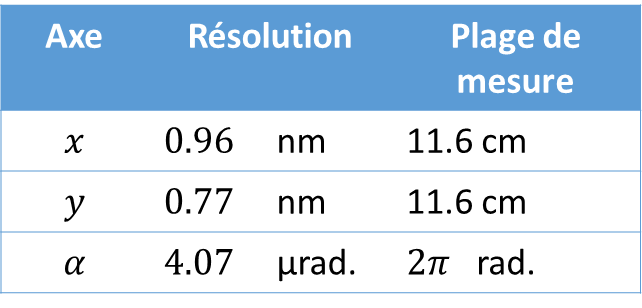 Axe Résolution Plage de
mesure
𝑥 0.96 nm 11.6 cm
𝑦 0.77 nm 11.6 cm
𝛼 4.07 µrad. 2𝜋 rad.